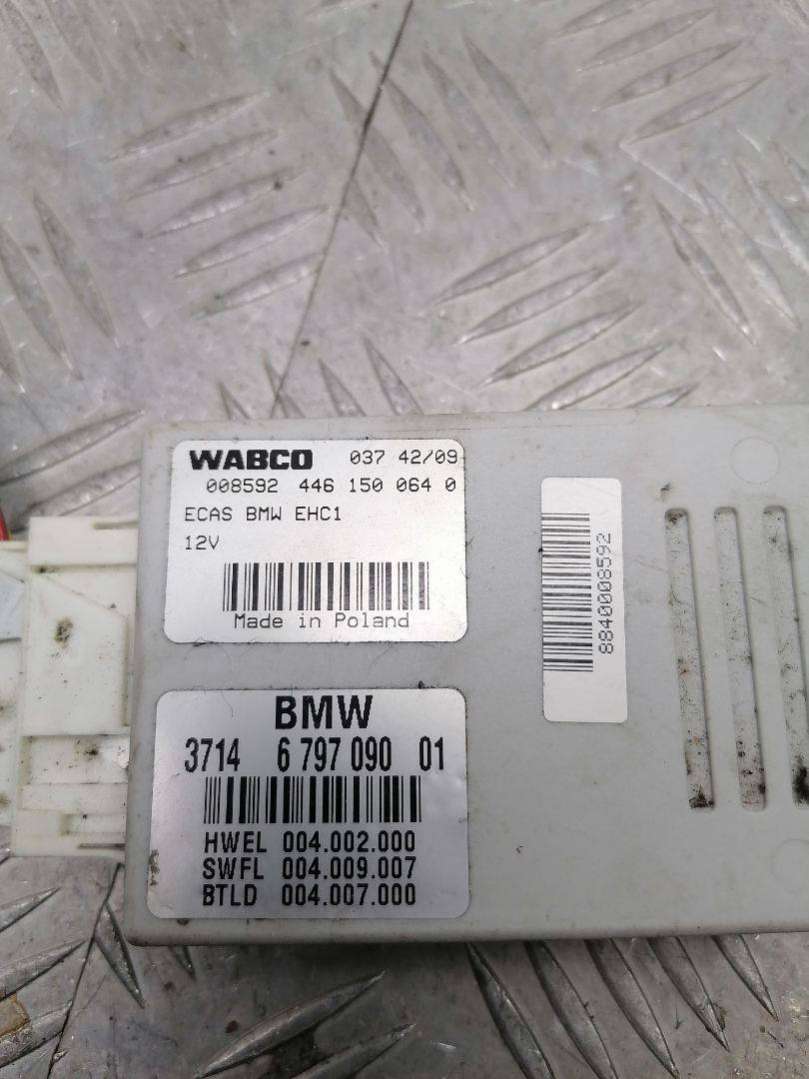 WABCO 037 42/09
008592 446 150 064 0
ECAS BMW EHC1
12V
Made in Poland
8840008592
BMW
3714 6 797 090 01
HWEL 004.002.000
SWFL 004.009.007
BTLD 004.007.000